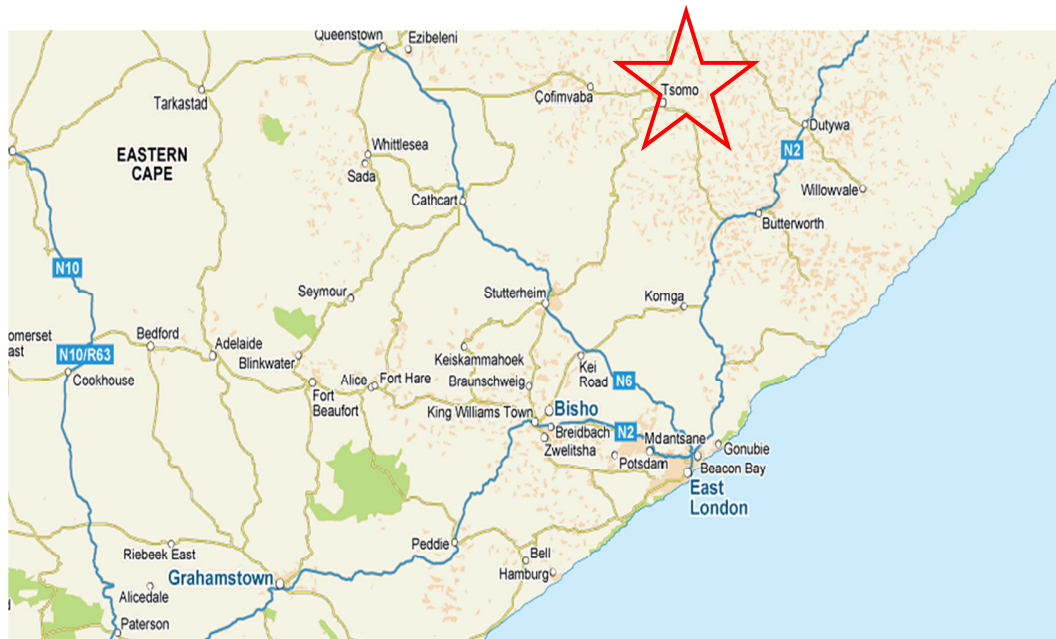 Queenstown
Ezibeleni
Tarkastad
Çofimvaba
Tsomo
Dutywa
N2
EASTERN
CAPE
Whittlesea
Sada
Willowvale
Cathcart
Butterworth
N10
Seymour
Stutterheim
Komga
omerset
ast
Bedford
Adelaide
N10/R63
Blinkwater
Keiskammahoek
Kei
Road
Cookhouse
Fort
Beaufort
Alice
Fort Hare
Braunschweig
N6
King Williams Town
Bisho
Breidbach
N2
Mdantsane
Zwelitsha
Potsdam
Gonubie
Beacon Bay
East
London
Peddie
Riebeek East
Bell
Hamburg
Grahamstown
Alicedale
Paterson